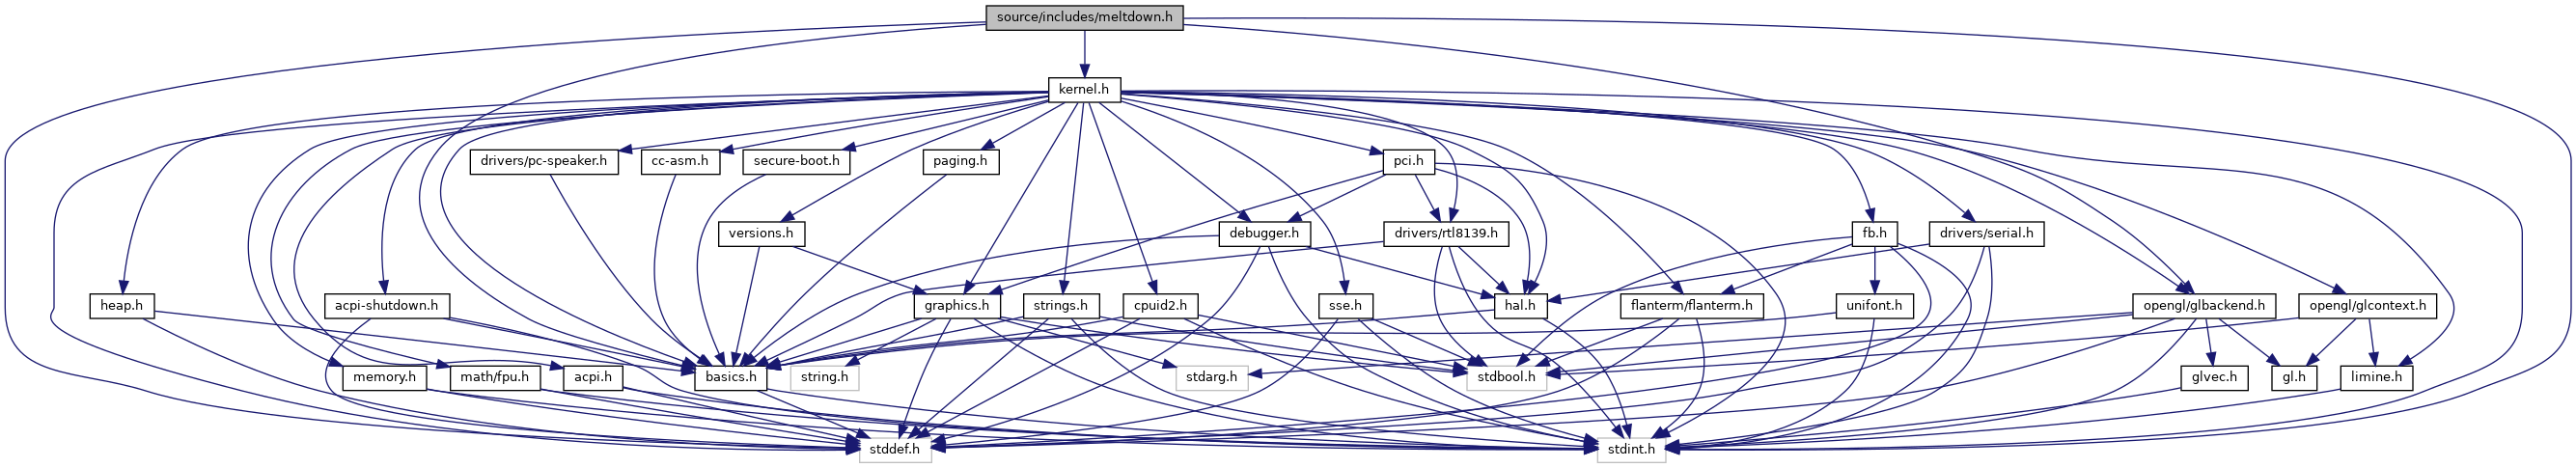 source/includes/meltdown.h
kernel.h
drivers/pc-speaker.h
cc-asm.h
secure-boot.h
paging.h
pci.h
versions.h
debugger.h
drivers/rtl8139.h
fb.h
drivers/serial.h
heap.h
acpi-shutdown.h
graphics.h
strings.h
cpuid2.h
sse.h
hal.h
flanterm/flanterm.h
unifont.h
opengl/glbackend.h
opengl/glcontext.h
memory.h
math/fpu.h
acpi.h
basics.h
string.h
stdarg.h
stdbool.h
glvec.h
gl.h
limine.h
stddef.h
stdint.h